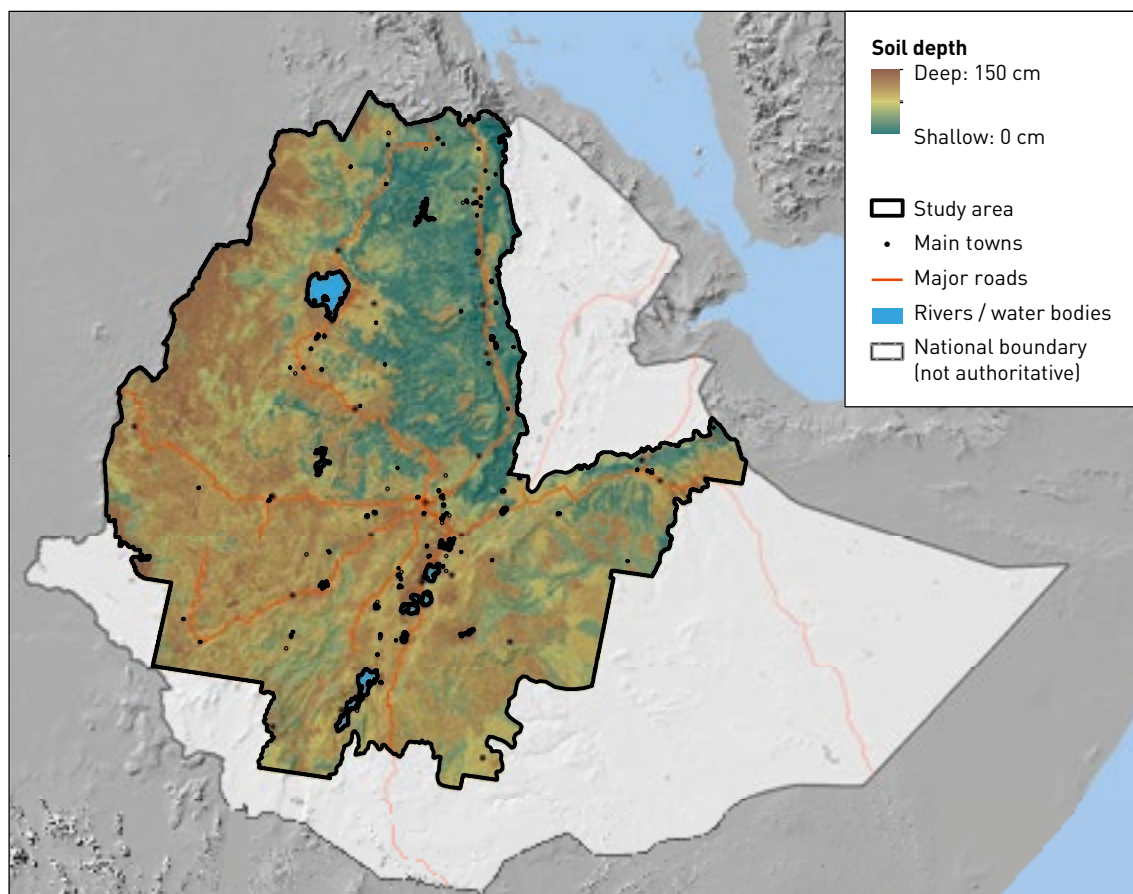 Soil depth
Deep: 150 cm
Shallow: 0 cm
Study area
Main towns
Major roads
Rivers / water bodies
National boundary
(not authoritative)